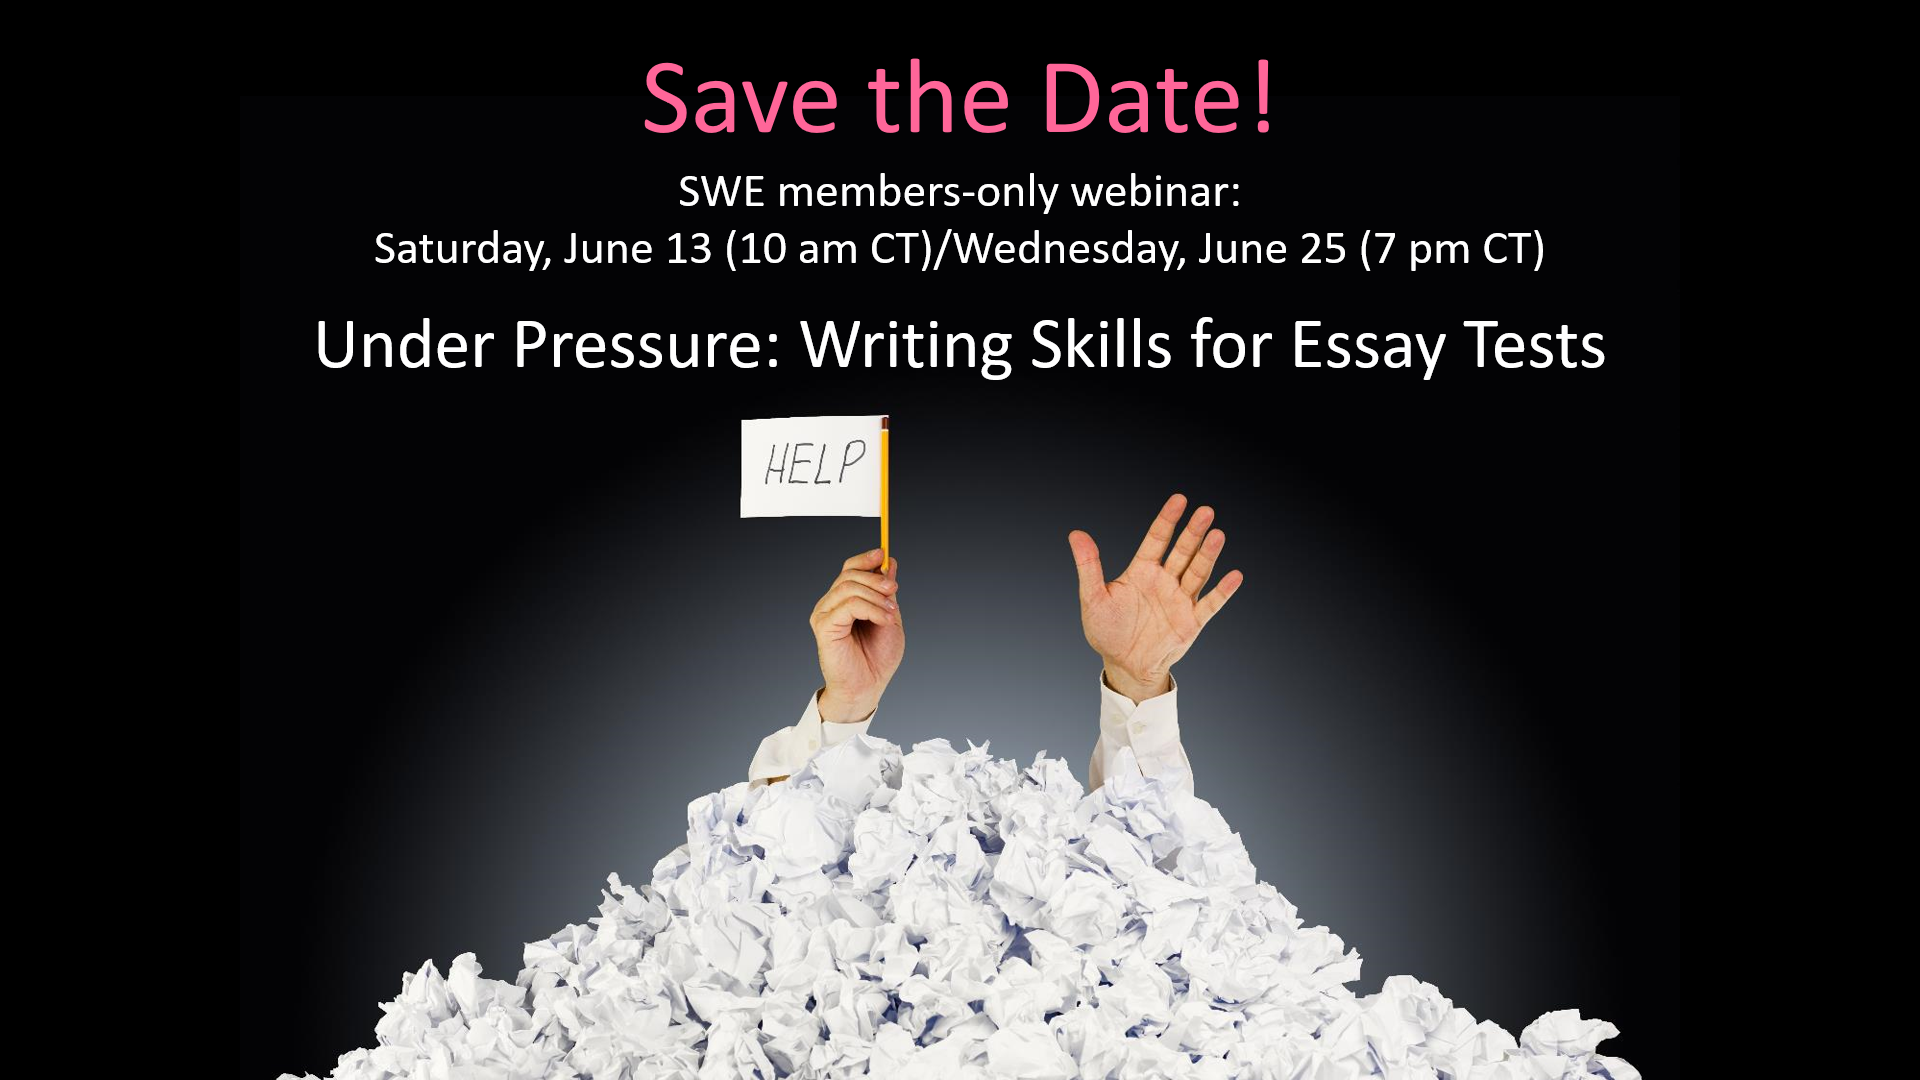 Save the Date!
SWE members-only webinar:
Saturday, June 13 (10 am CT)/Wednesday, June 25 (7 pm CT)
Under Pressure: Writing Skills for Essay Tests
HELP